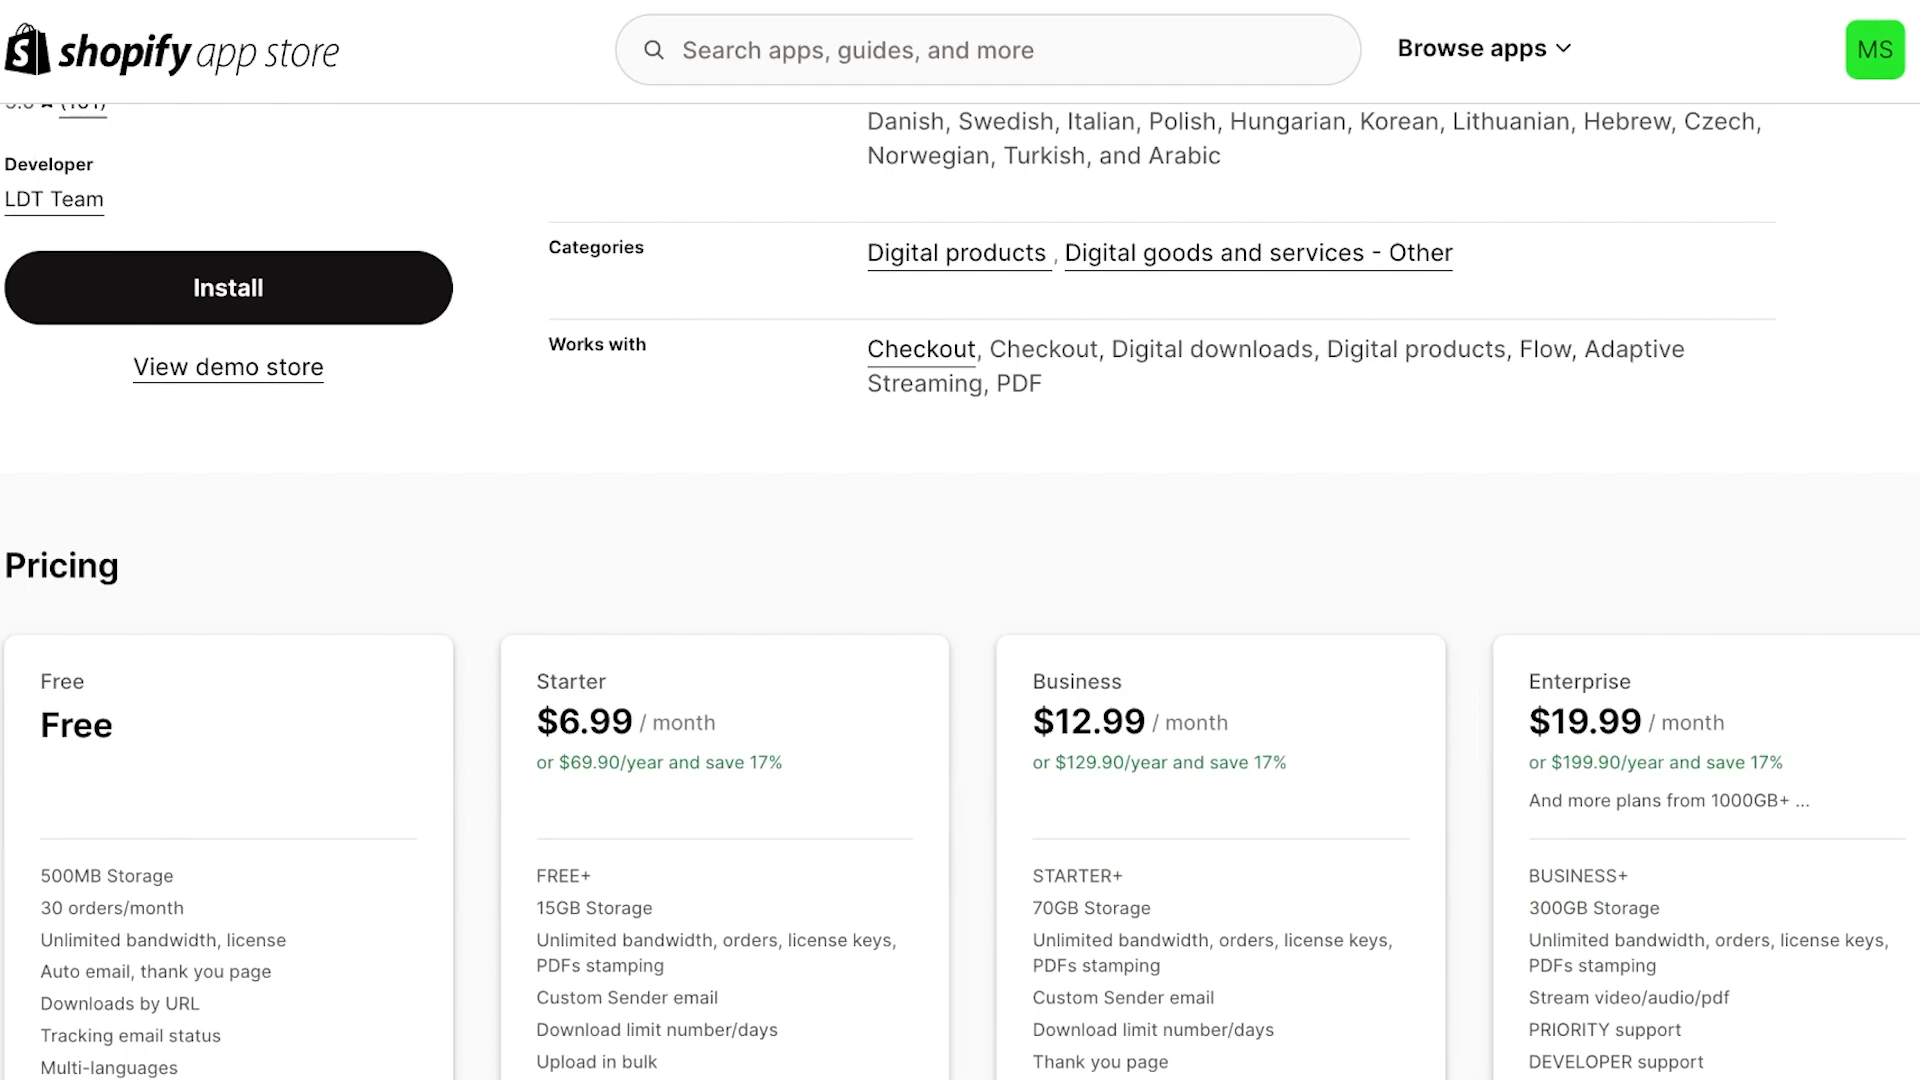 shopify app store
Search apps, guides, and more
Browse apps
MS
Developer
LDT Team
Install
View demo store
Danish, Swedish, Italian, Polish, Hungarian, Korean, Lithuanian, Hebrew, Czech,
Norwegian, Turkish, and Arabic
Categories
Digital products , Digital goods and services - Other
Works with
Checkout, Checkout, Digital downloads, Digital products, Flow, Adaptive
Streaming, PDF
Pricing
Free
Free
500MB Storage
30 orders/month
Unlimited bandwidth, license
Auto email, thank you page
Downloads by URL
Tracking email status
Multi-languages
Starter
$6.99 / month
or $69.90/year and save 17%
FREE+
15GB Storage
Unlimited bandwidth, orders, license keys,
PDFs stamping
Custom Sender email
Download limit number/days
Upload in bulk
Business
$12.99 / month
or $129.90/year and save 17%
STARTER+
70GB Storage
Unlimited bandwidth, orders, license keys,
PDFs stamping
Custom Sender email
Download limit number/days
Thank you page
Enterprise
$19.99 / month
or $199.90/year and save 17%
And more plans from 1000GB+ ...
BUSINESS+
300GB Storage
Unlimited bandwidth, orders, license keys,
PDFs stamping
Stream video/audio/pdf
PRIORITY support
DEVELOPER support